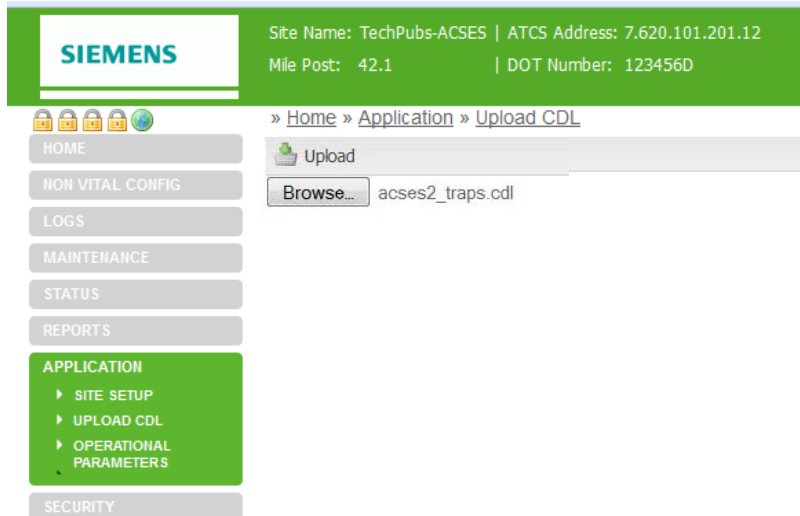 SIEMENS
Site Name: TechPubs-ACSES | ATCS Address: 7.620.101.201.12
Mile Post: 42.1 | DOT Number: 123456D
» Home » Application » Upload CDL
Upload
Browse... acses2_traps.cdl
HOME
NON VITAL CONFIG
LOGS
MAINTENANCE
STATUS
REPORTS
APPLICATION
SITE SETUP
UPLOAD CDL
OPERATIONAL
PARAMETERS
SECURITY